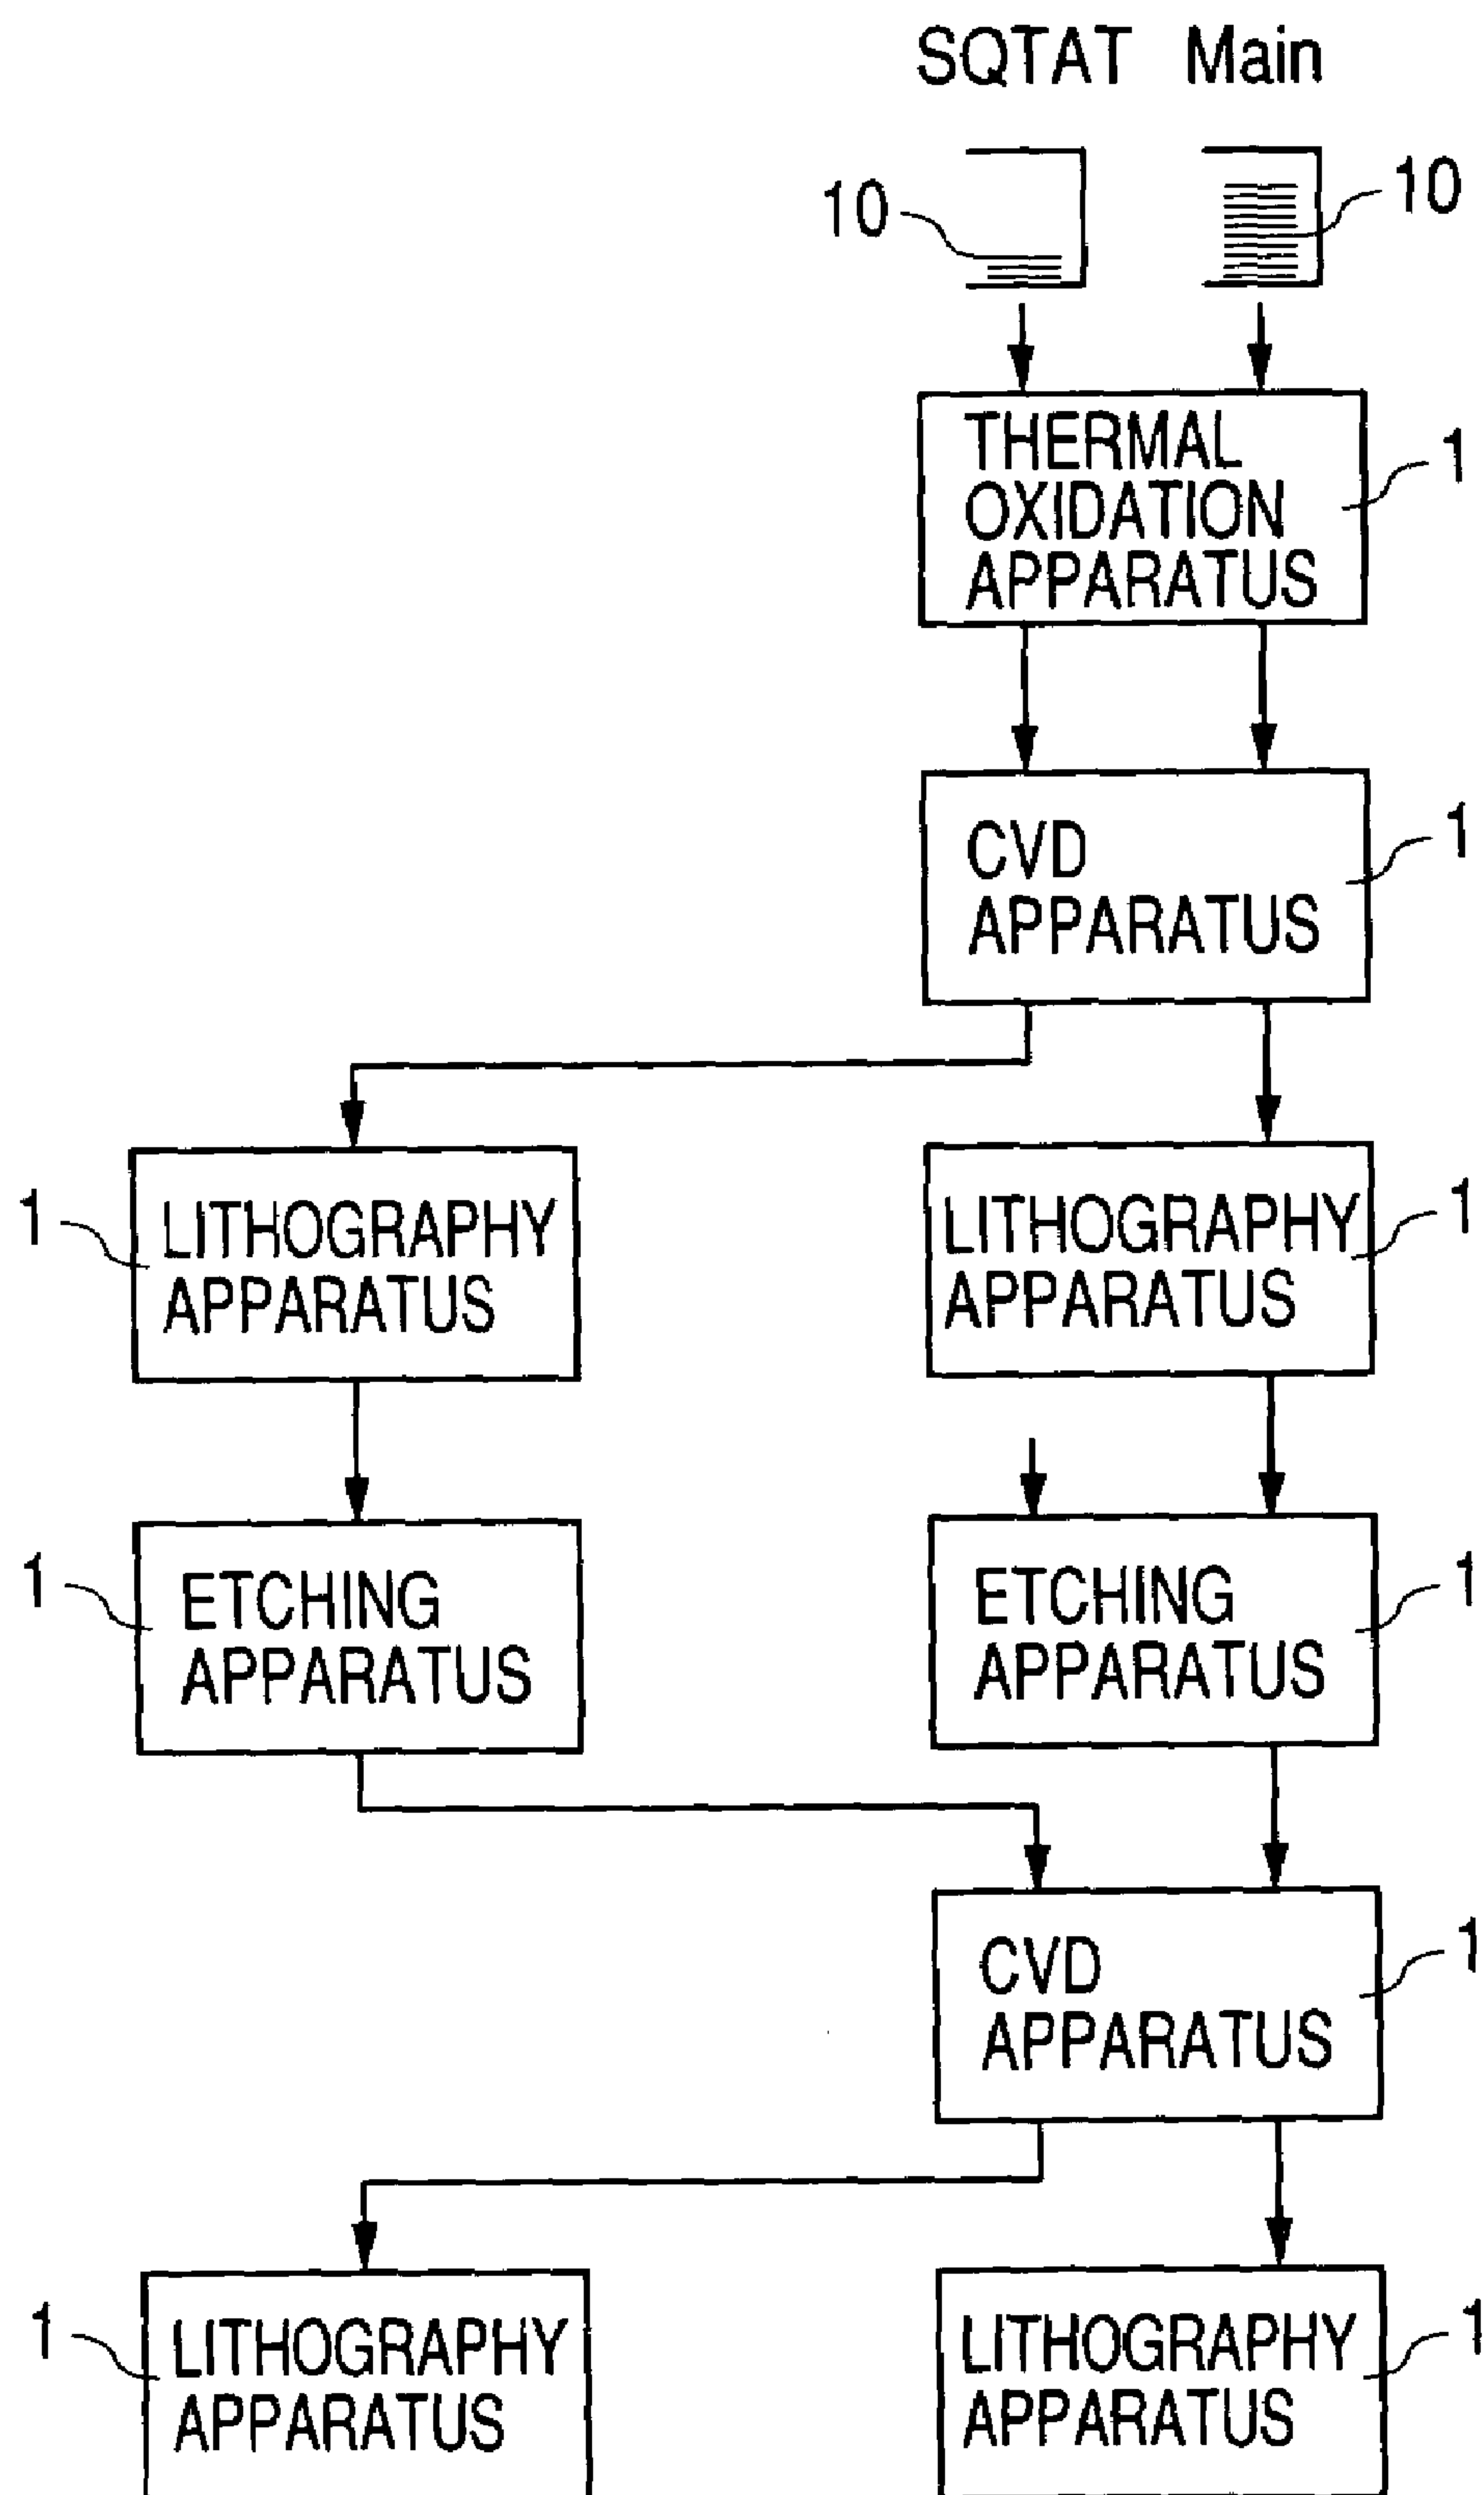 SQTAT Main
10 10
THERMAL
OXIDATION
APPARATUS
1
CVD
APPARATUS
1
1
LITHOGRAPHY
APPARATUS
LITHOGRAPHY
APPARATUS
1
1
ETCHING
APPARATUS
ETCHING
APPARATUS
1
CVD
APPARATUS
1
1
LITHOGRAPHY
APPARATUS
LITHOGRAPHY
APPARATUS
1